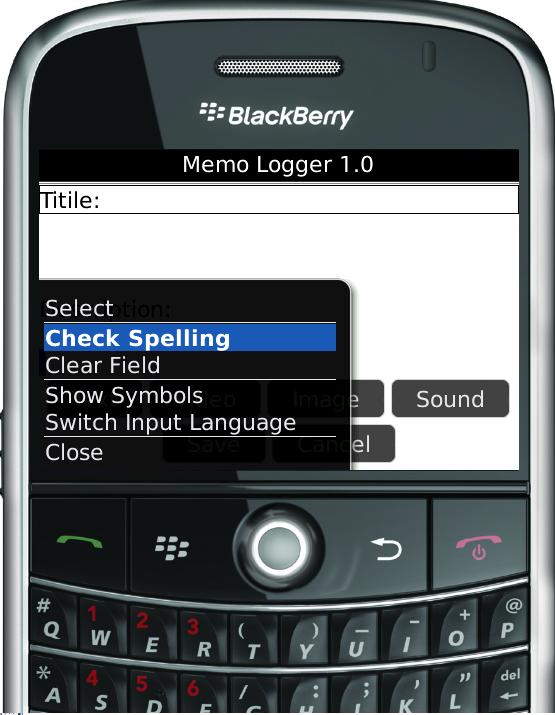 BlackBerry
Memo Logger 1.0
Titile:
Select
Check Spelling
Clear Field
Show Symbols
Switch Input Language
Close
Image
Sound
Save
Cancel
# 1 2 3 ( ) _ - + @
Q W E R T Y U I O P
* 4 5 6 / : ; ' " del
A S D F G H J K L